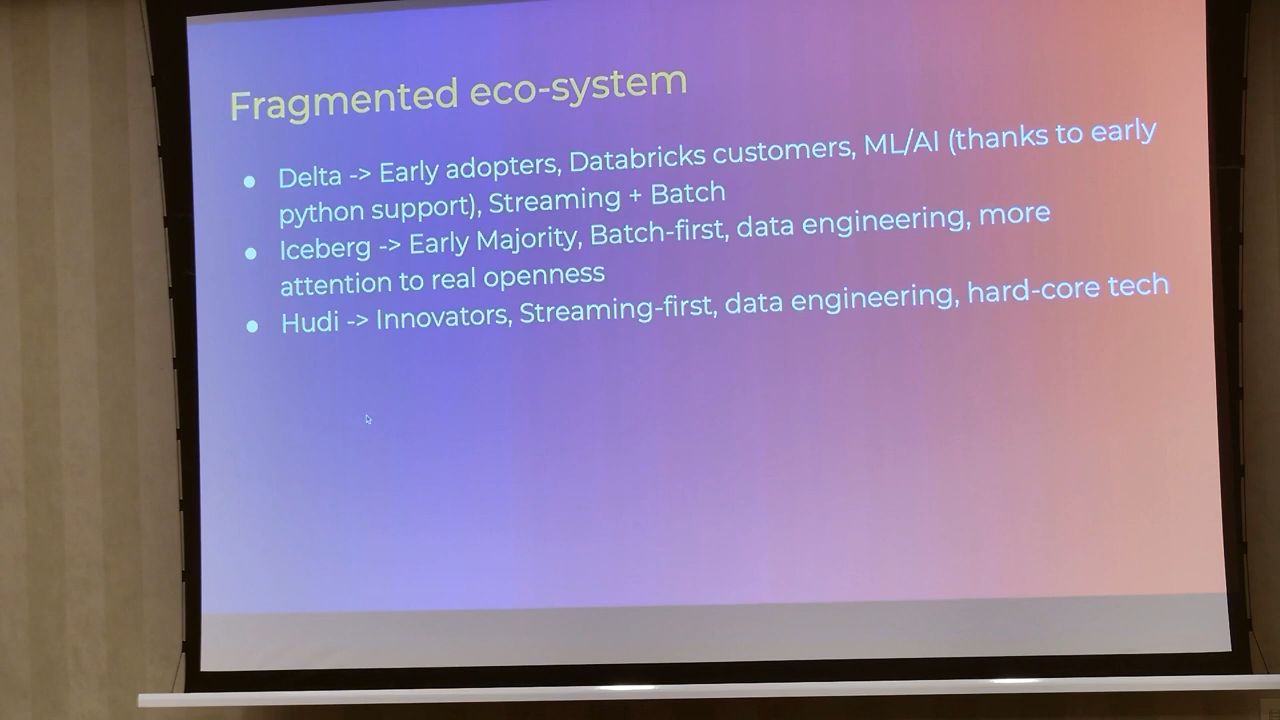 Fragmented eco-system
● Delta -> Early adopters, Databricks customers, ML/AI (thanks to early
python support), Streaming + Batch
● Iceberg -> Early Majority, Batch-first, data engineering, more
attention to real openness
● Hudi -> Innovators, Streaming-first, data engineering, hard-core tech